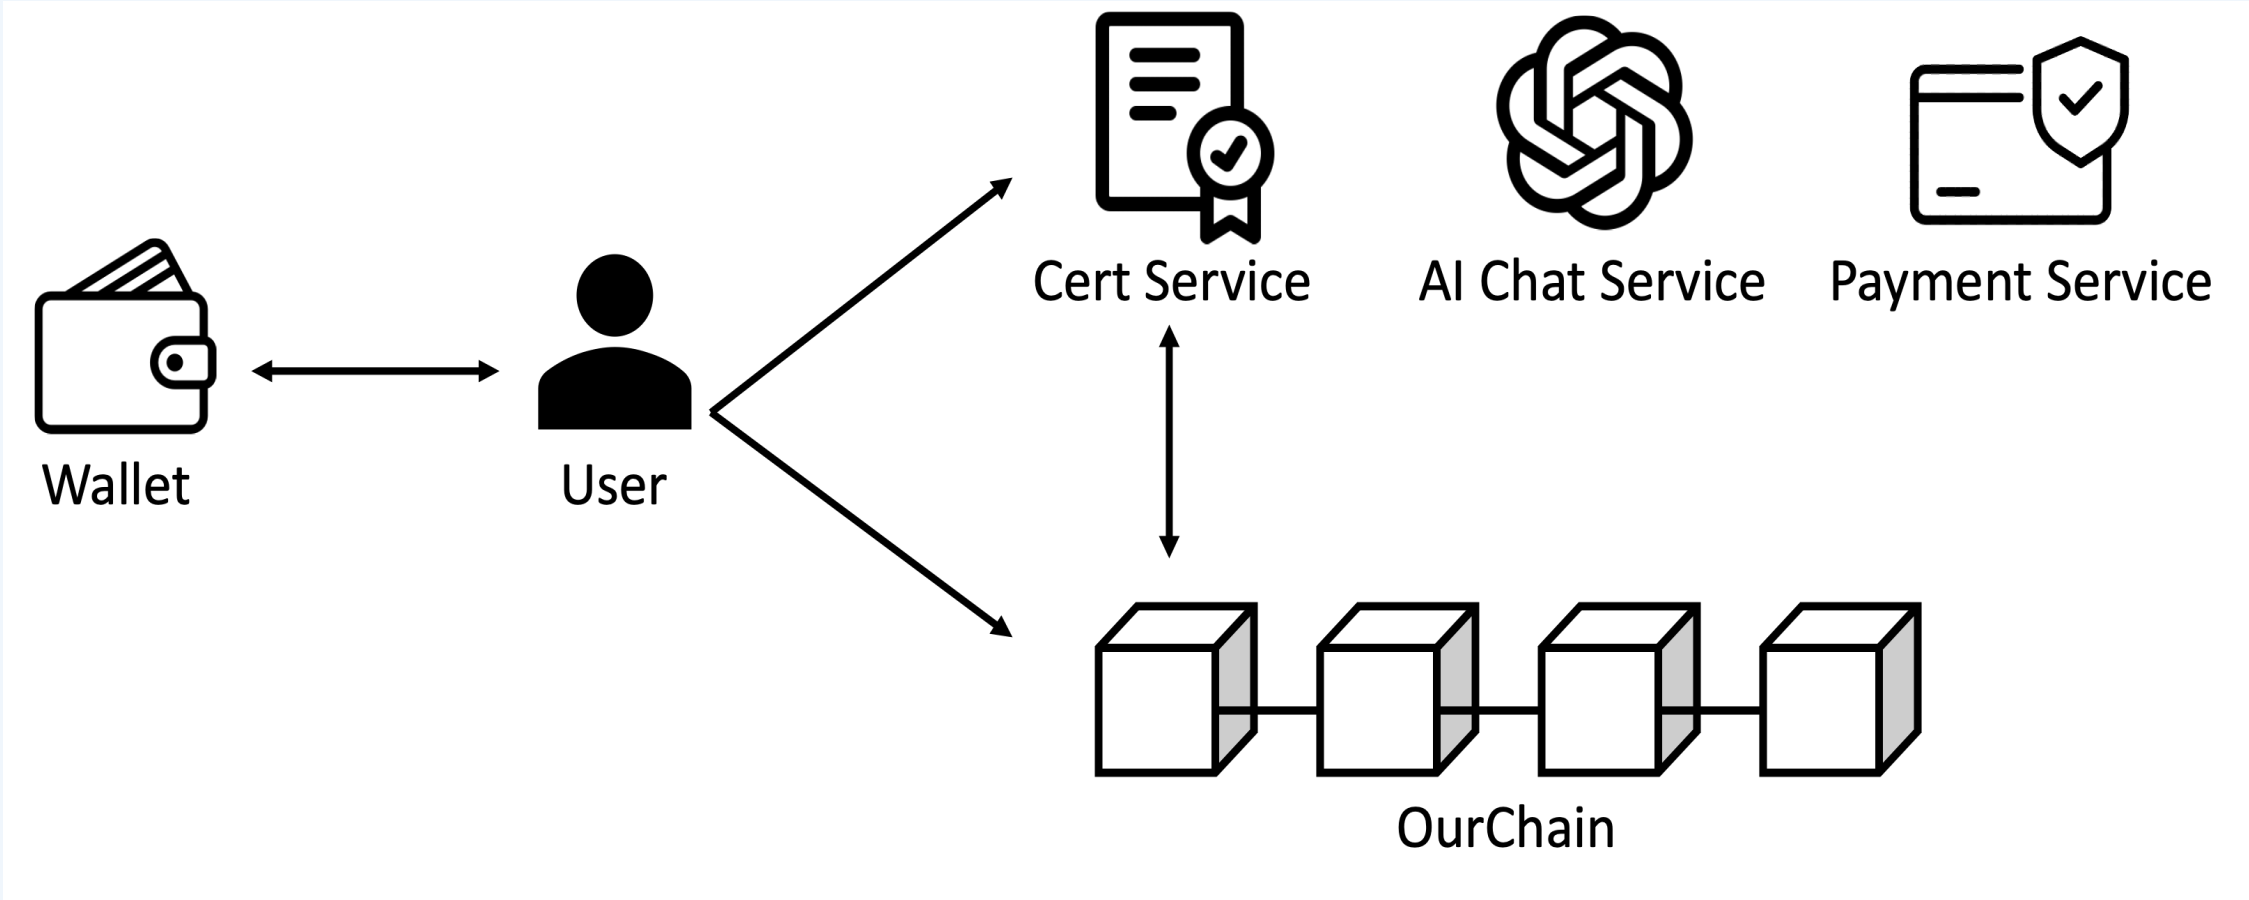 Cert Service
AI Chat Service
Payment Service
Wallet
User
OurChain